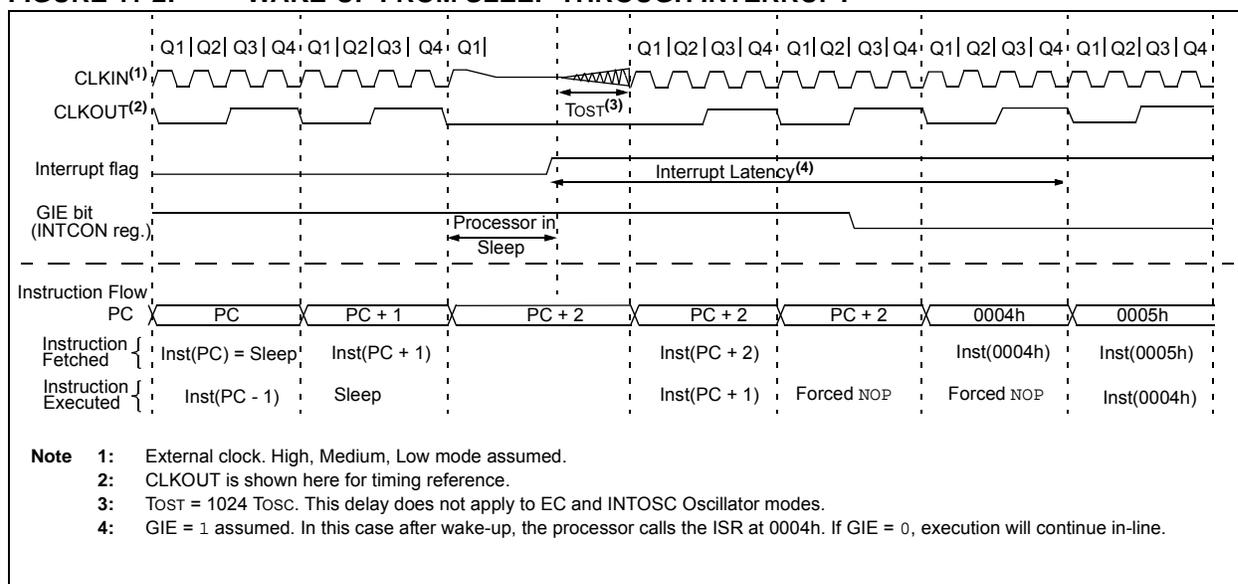 Q1 | Q2 | Q3 | Q4 Q1 | Q2 | Q3 | Q4 Q1 | Q1 | Q2 | Q3 | Q4 Q1 | Q2 | Q3 | Q4 Q1 | Q2 | Q3 | Q4 Q1 | Q2 | Q3 | Q4
CLKIN(1)
TOST(3)
CLKOUT(2)
Interrupt flag
Interrupt Latency(4)
GIE bit
(INTCON reg.)
Processor in
Sleep
Instruction Flow
PC PC PC + 1 PC + 2 PC + 2 PC + 2 0004h 0005h
Instruction
Fetched { Inst(PC) = Sleep Inst(PC + 1) Inst(PC + 2) Inst(0004h) Inst(0005h)
Instruction
Executed { Inst(PC - 1) Sleep Inst(PC + 1) Forced NOP Forced NOP Inst(0004h)
Note 1: External clock. High, Medium, Low mode assumed.
2: CLKOUT is shown here for timing reference.
3: TOST = 1024 TOSC. This delay does not apply to EC and INTOSC Oscillator modes.
4: GIE = 1 assumed. In this case after wake-up, the processor calls the ISR at 0004h. If GIE = 0, execution will continue in-line.